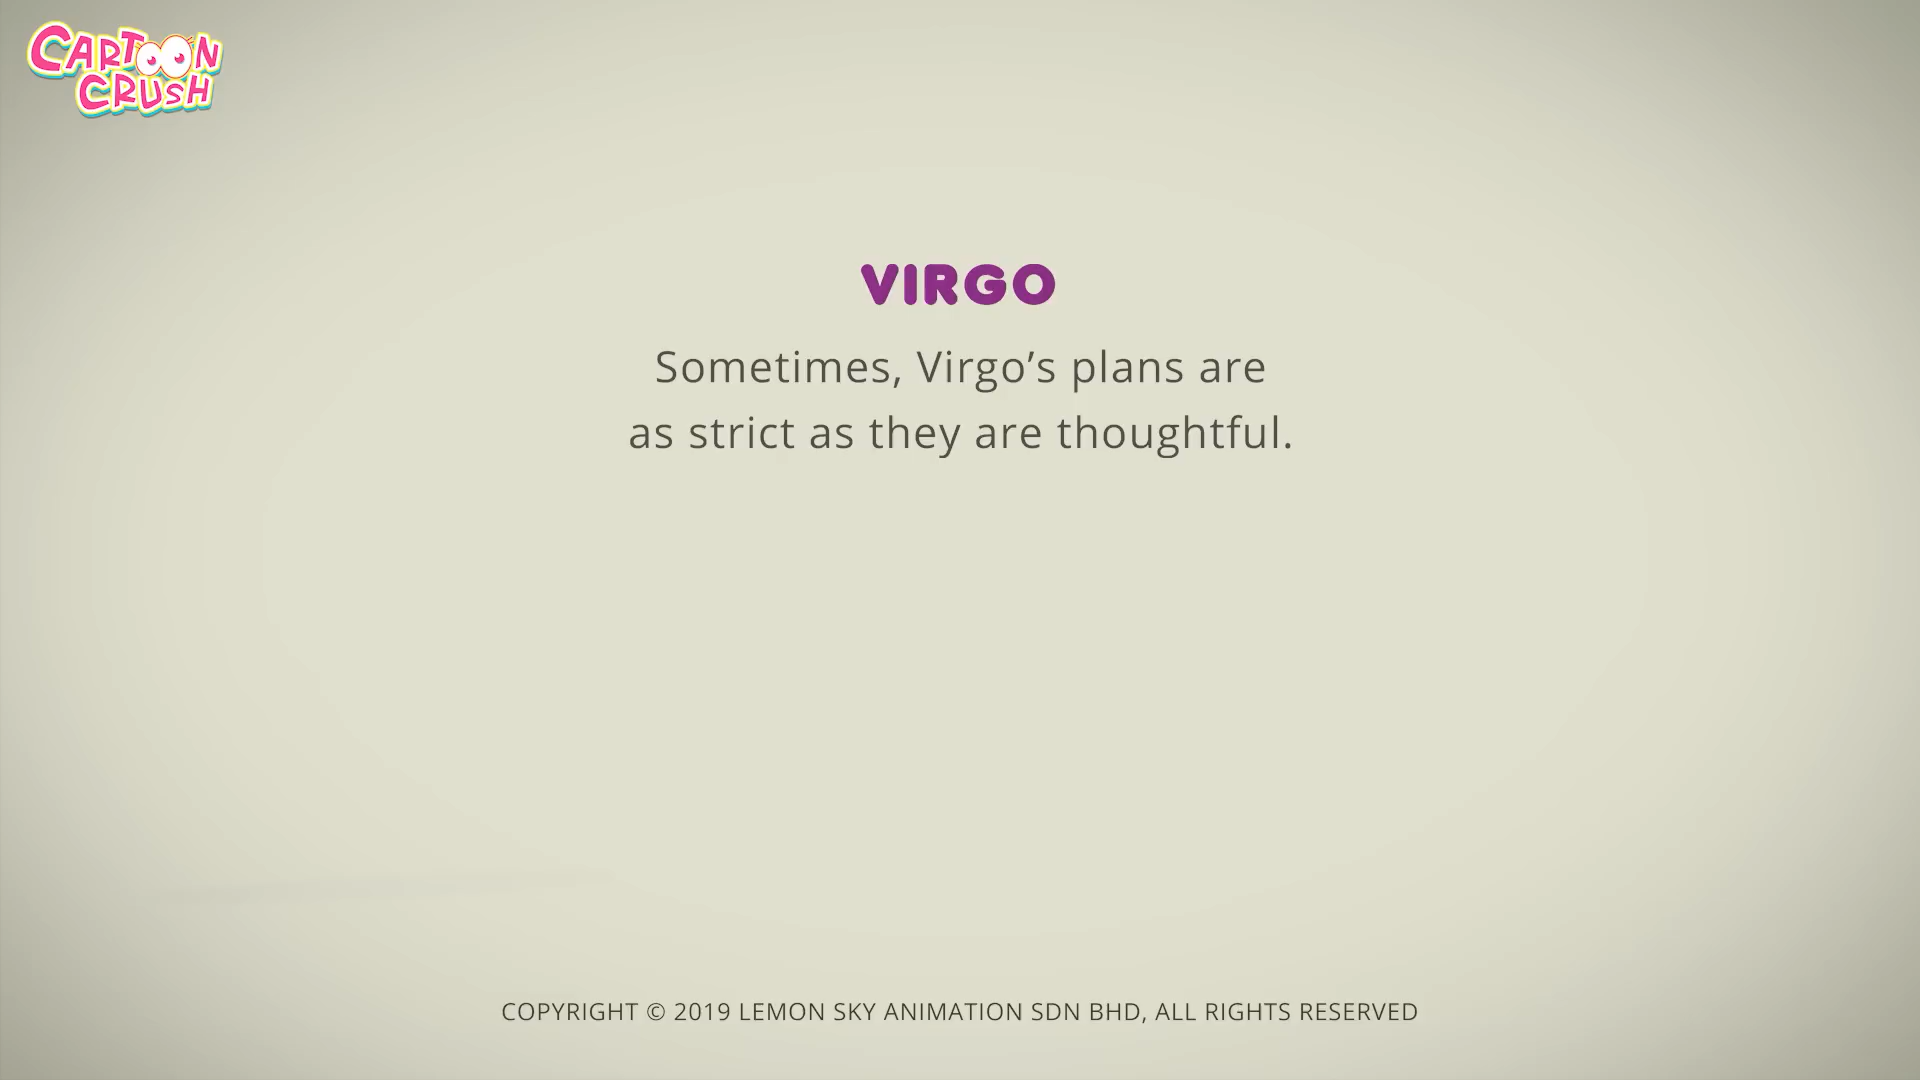 CARTOON
CRUSH
VIRGO
Sometimes, Virgo’s plans are
as strict as they are thoughtful.
COPYRIGHT © 2019 LEMON SKY ANIMATION SDN BHD, ALL RIGHTS RESERVED